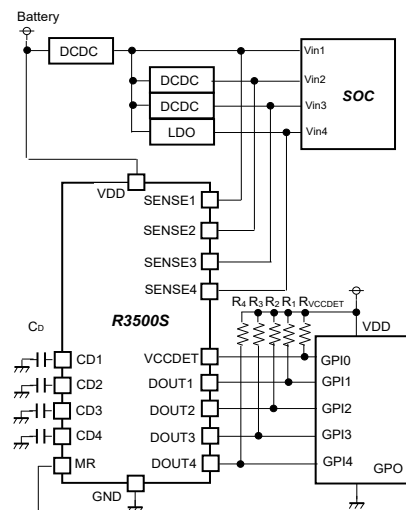 Battery
DCDC
Vin1
DCDC
Vin2
SOC
DCDC
Vin3
LDO
Vin4
VDD
SENSE1
SENSE2
SENSE3
SENSE4
R3500S
R4 R3 R2 R1 RVCCDET
VDD
CD
VCCDET
GPI0
CD1
DOUT1
GPI1
CD2
DOUT2
GPI2
CD3
DOUT3
GPI3
CD4
MR
DOUT4
GPI4
GPO
GND